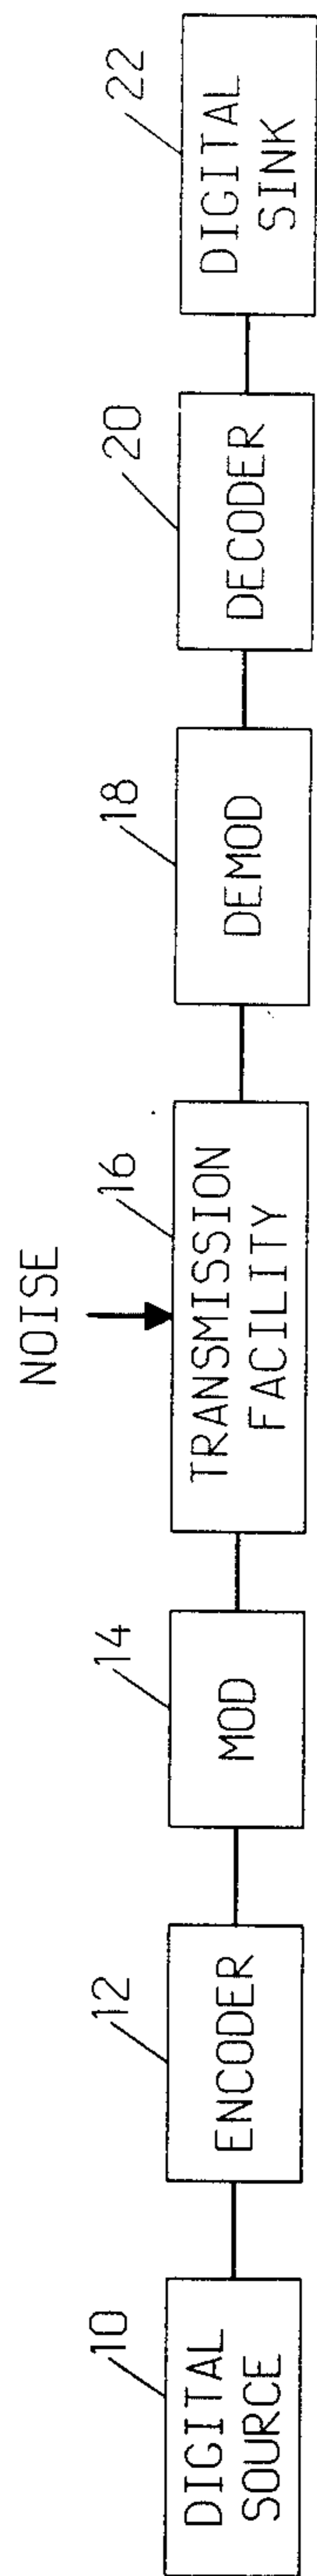 NOISE
10
12
14
16
18
20
22
DIGITAL
SOURCE
ENCODER
MOD
TRANSMISSION
FACILITY
DEMOD
DECODER
DIGITAL
SINK